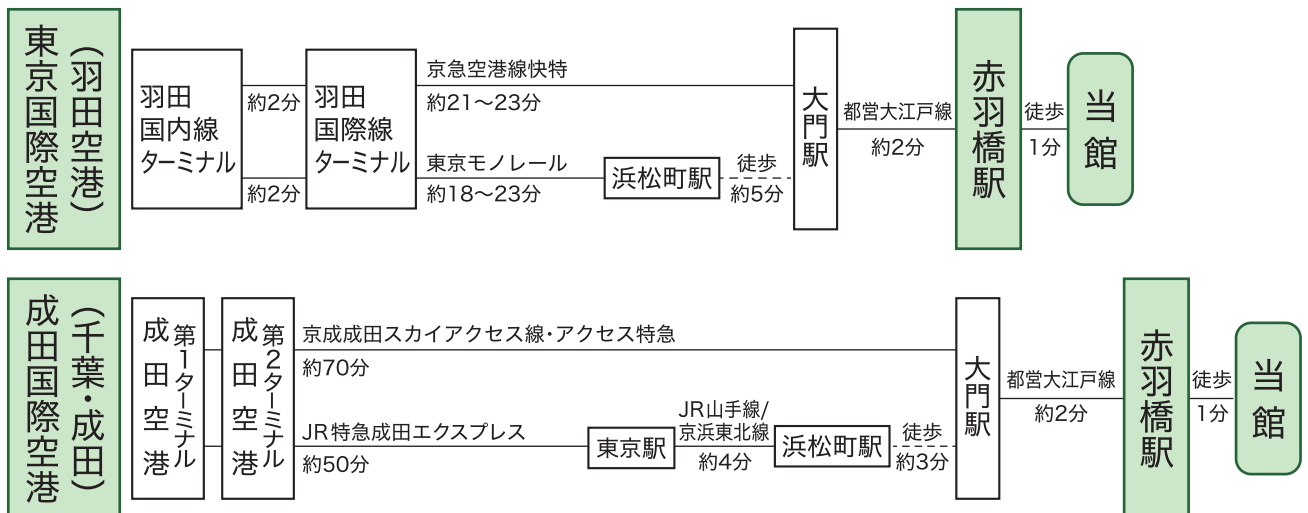 東京国際空港
（羽田空港）
羽田
国内線
ターミナル
約2分
約2分
羽田
国際線
ターミナル
京急空港線快特
約21〜23分
東京モノレール
約18〜23分
浜松町駅
徒歩
約5分
大門駅
都営大江戸線
約2分
赤羽橋駅
徒歩
1分
当館
成田国際空港
（千葉・成田）
成田空港
第1ターミナル
成田空港
第2ターミナル
京成成田スカイアクセス線・アクセス特急
約70分
JR特急成田エクスプレス
約50分
東京駅
JR山手線/
京浜東北線
約4分
浜松町駅
徒歩
約3分
大門駅
都営大江戸線
約2分
赤羽橋駅
徒歩
1分
当館